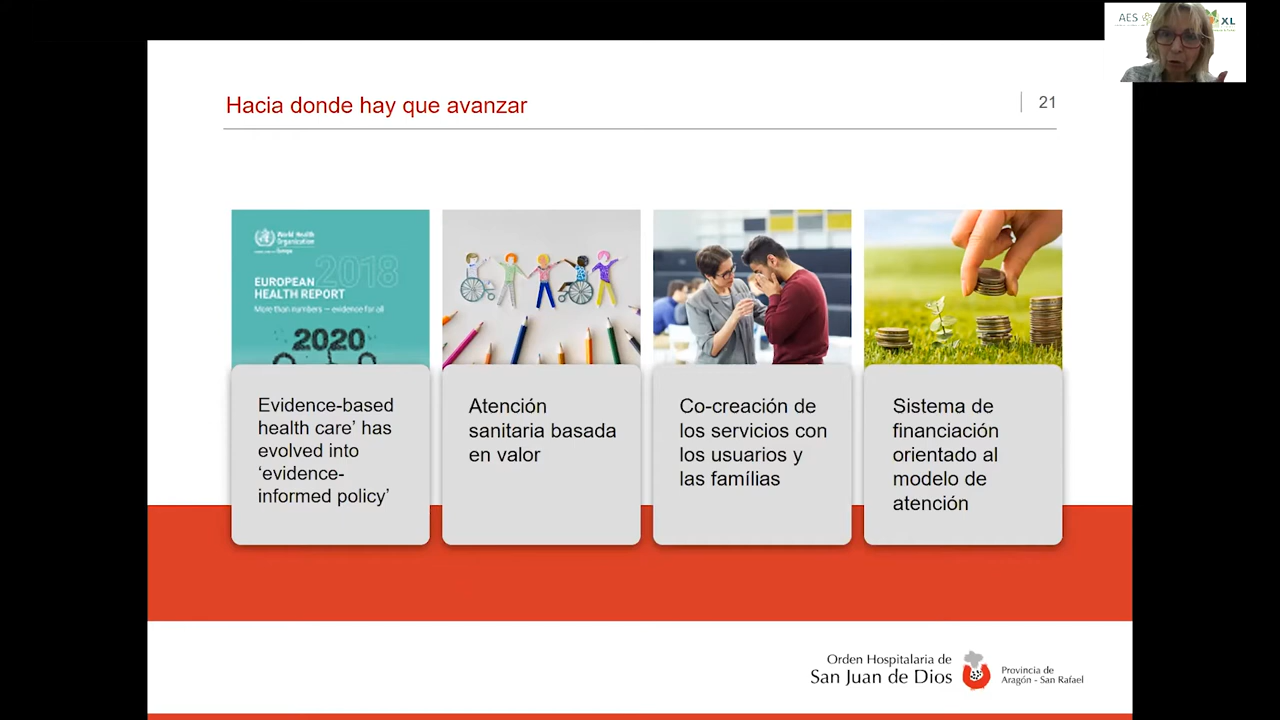 AES
XL
Hacia donde hay que avanzar
21
World Health
Organization
Europe
2018
EUROPEAN
HEALTH REPORT
More than numbers — evidence for all
2020
Evidence-based
health care’ has
evolved into
‘evidence-
informed policy’
Atención
sanitaria basada
en valor
Co-creación de
los servicios con
los usuarios y
las famílias
Sistema de
financiación
orientado al
modelo de
atención
Orden Hospitalaria de
San Juan de Dios
Provincia de
Aragón - San Rafael